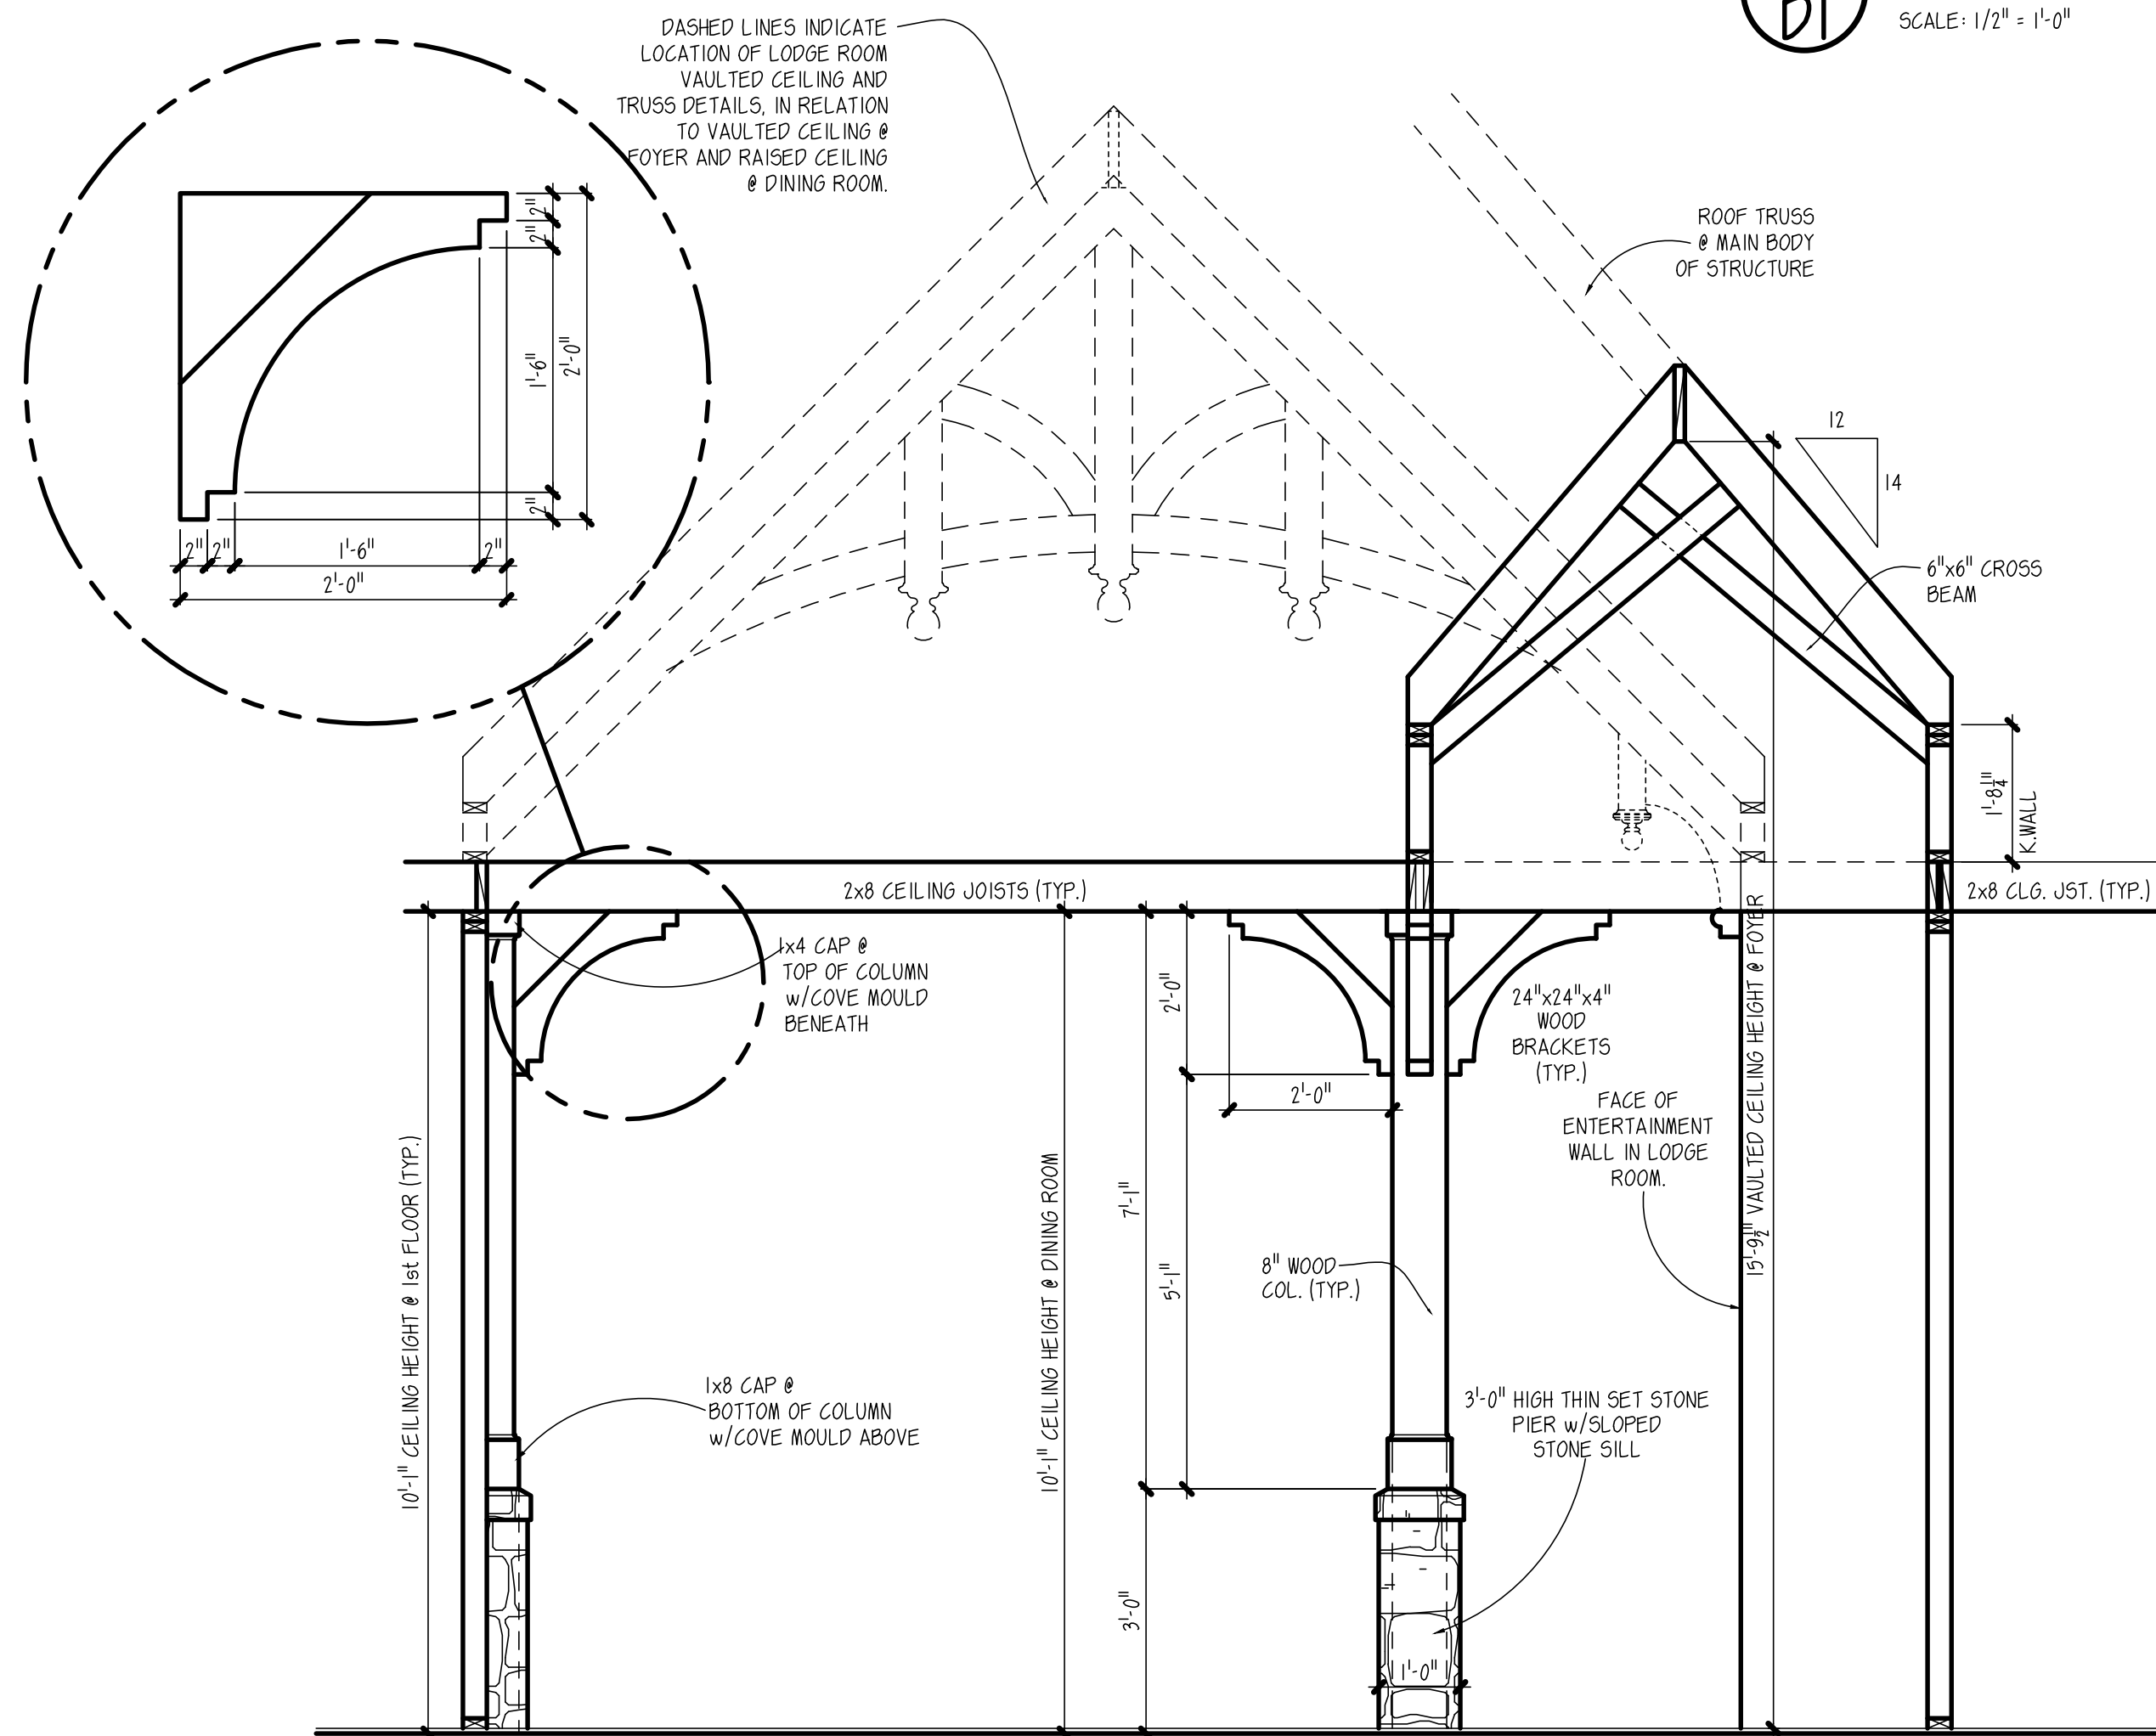 B1
SCALE: 1/2" = 1'-0"
DASHED LINES INDICATE
LOCATION OF LODGE ROOM
VAULTED CEILING AND
TRUSS DETAILS, IN RELATION
TO VAULTED CEILING @
FOYER AND RAISED CEILING
@ DINING ROOM.
ROOF TRUSS
@ MAIN BODY
OF STRUCTURE
2"
2"
1'-6"
2'-0"
2"
2"
2"
1'-6"
2"
2'-0"
12
14
6"x6" CROSS
BEAM
1'-8 1/4"
K.WALL
2x8 CEILING JOISTS (TYP.)
2x8 CLG. JST. (TYP.)
1x4 CAP @
TOP OF COLUMN
w/COVE MOULD
BENEATH
2'-0"
2'-0"
24"x24"x4"
WOOD
BRACKETS
(TYP.)
FACE OF
ENTERTAINMENT
WALL IN LODGE
ROOM.
15'-9 1/2" VAULTED CEILING HEIGHT @ FOYER
10'-1" CEILING HEIGHT @ 1st FLOOR (TYP.)
10'-1" CEILING HEIGHT @ DINING ROOM
7'-1"
5'-1"
8" WOOD
COL. (TYP.)
1x8 CAP @
BOTTOM OF COLUMN
w/COVE MOULD ABOVE
3'-0" HIGH THIN SET STONE
PIER w/SLOPED
STONE SILL
3'-0"
1'-0"